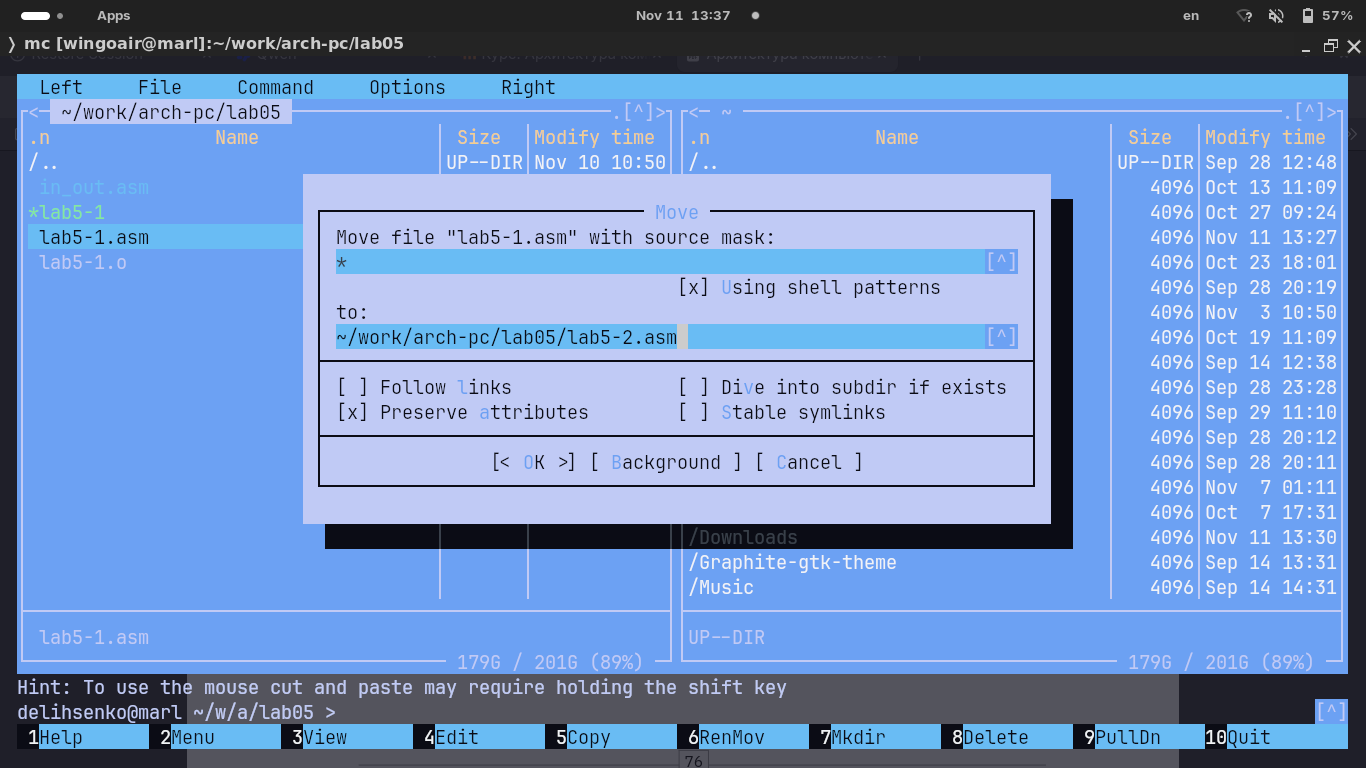 Apps
Nov 11 13:37
en
57%
❯ mc [wingoair@marl]:~/work/arch-pc/lab05
Left File Command Options Right
<─ ~/work/arch-pc/lab05 ─.[^]>
<─ ~ ─.[^]>
.n Name Size Modify time
.n Name Size Modify time
/.. UP--DIR Nov 10 10:50
/.. UP--DIR Sep 28 12:48
in_out.asm
4096 Oct 13 11:09
*lab5-1
4096 Oct 27 09:24
lab5-1.asm
4096 Nov 11 13:27
lab5-1.o
4096 Oct 23 18:01
4096 Sep 28 20:19
4096 Nov 3 10:50
4096 Oct 19 11:09
4096 Sep 14 12:38
4096 Sep 28 23:28
4096 Sep 29 11:10
4096 Sep 28 20:12
4096 Sep 28 20:11
4096 Nov 7 01:11
4096 Oct 7 17:31
/Downloads 4096 Nov 11 13:30
/Graphite-gtk-theme 4096 Sep 14 13:31
/Music 4096 Sep 14 14:31
Move
Move file "lab5-1.asm" with source mask:
* [^]
[x] Using shell patterns
to:
~/work/arch-pc/lab05/lab5-2.asm [^]
[ ] Follow links [ ] Dive into subdir if exists
[x] Preserve attributes [ ] Stable symlinks
[< OK >] [ Background ] [ Cancel ]
lab5-1.asm
UP--DIR
179G / 201G (89%)
179G / 201G (89%)
Hint: To use the mouse cut and paste may require holding the shift key
delihsenko@marl ~/w/a/lab05 > [^]
1Help 2Menu 3View 4Edit 5Copy 6RenMov 7Mkdir 8Delete 9PullDn 10Quit
76